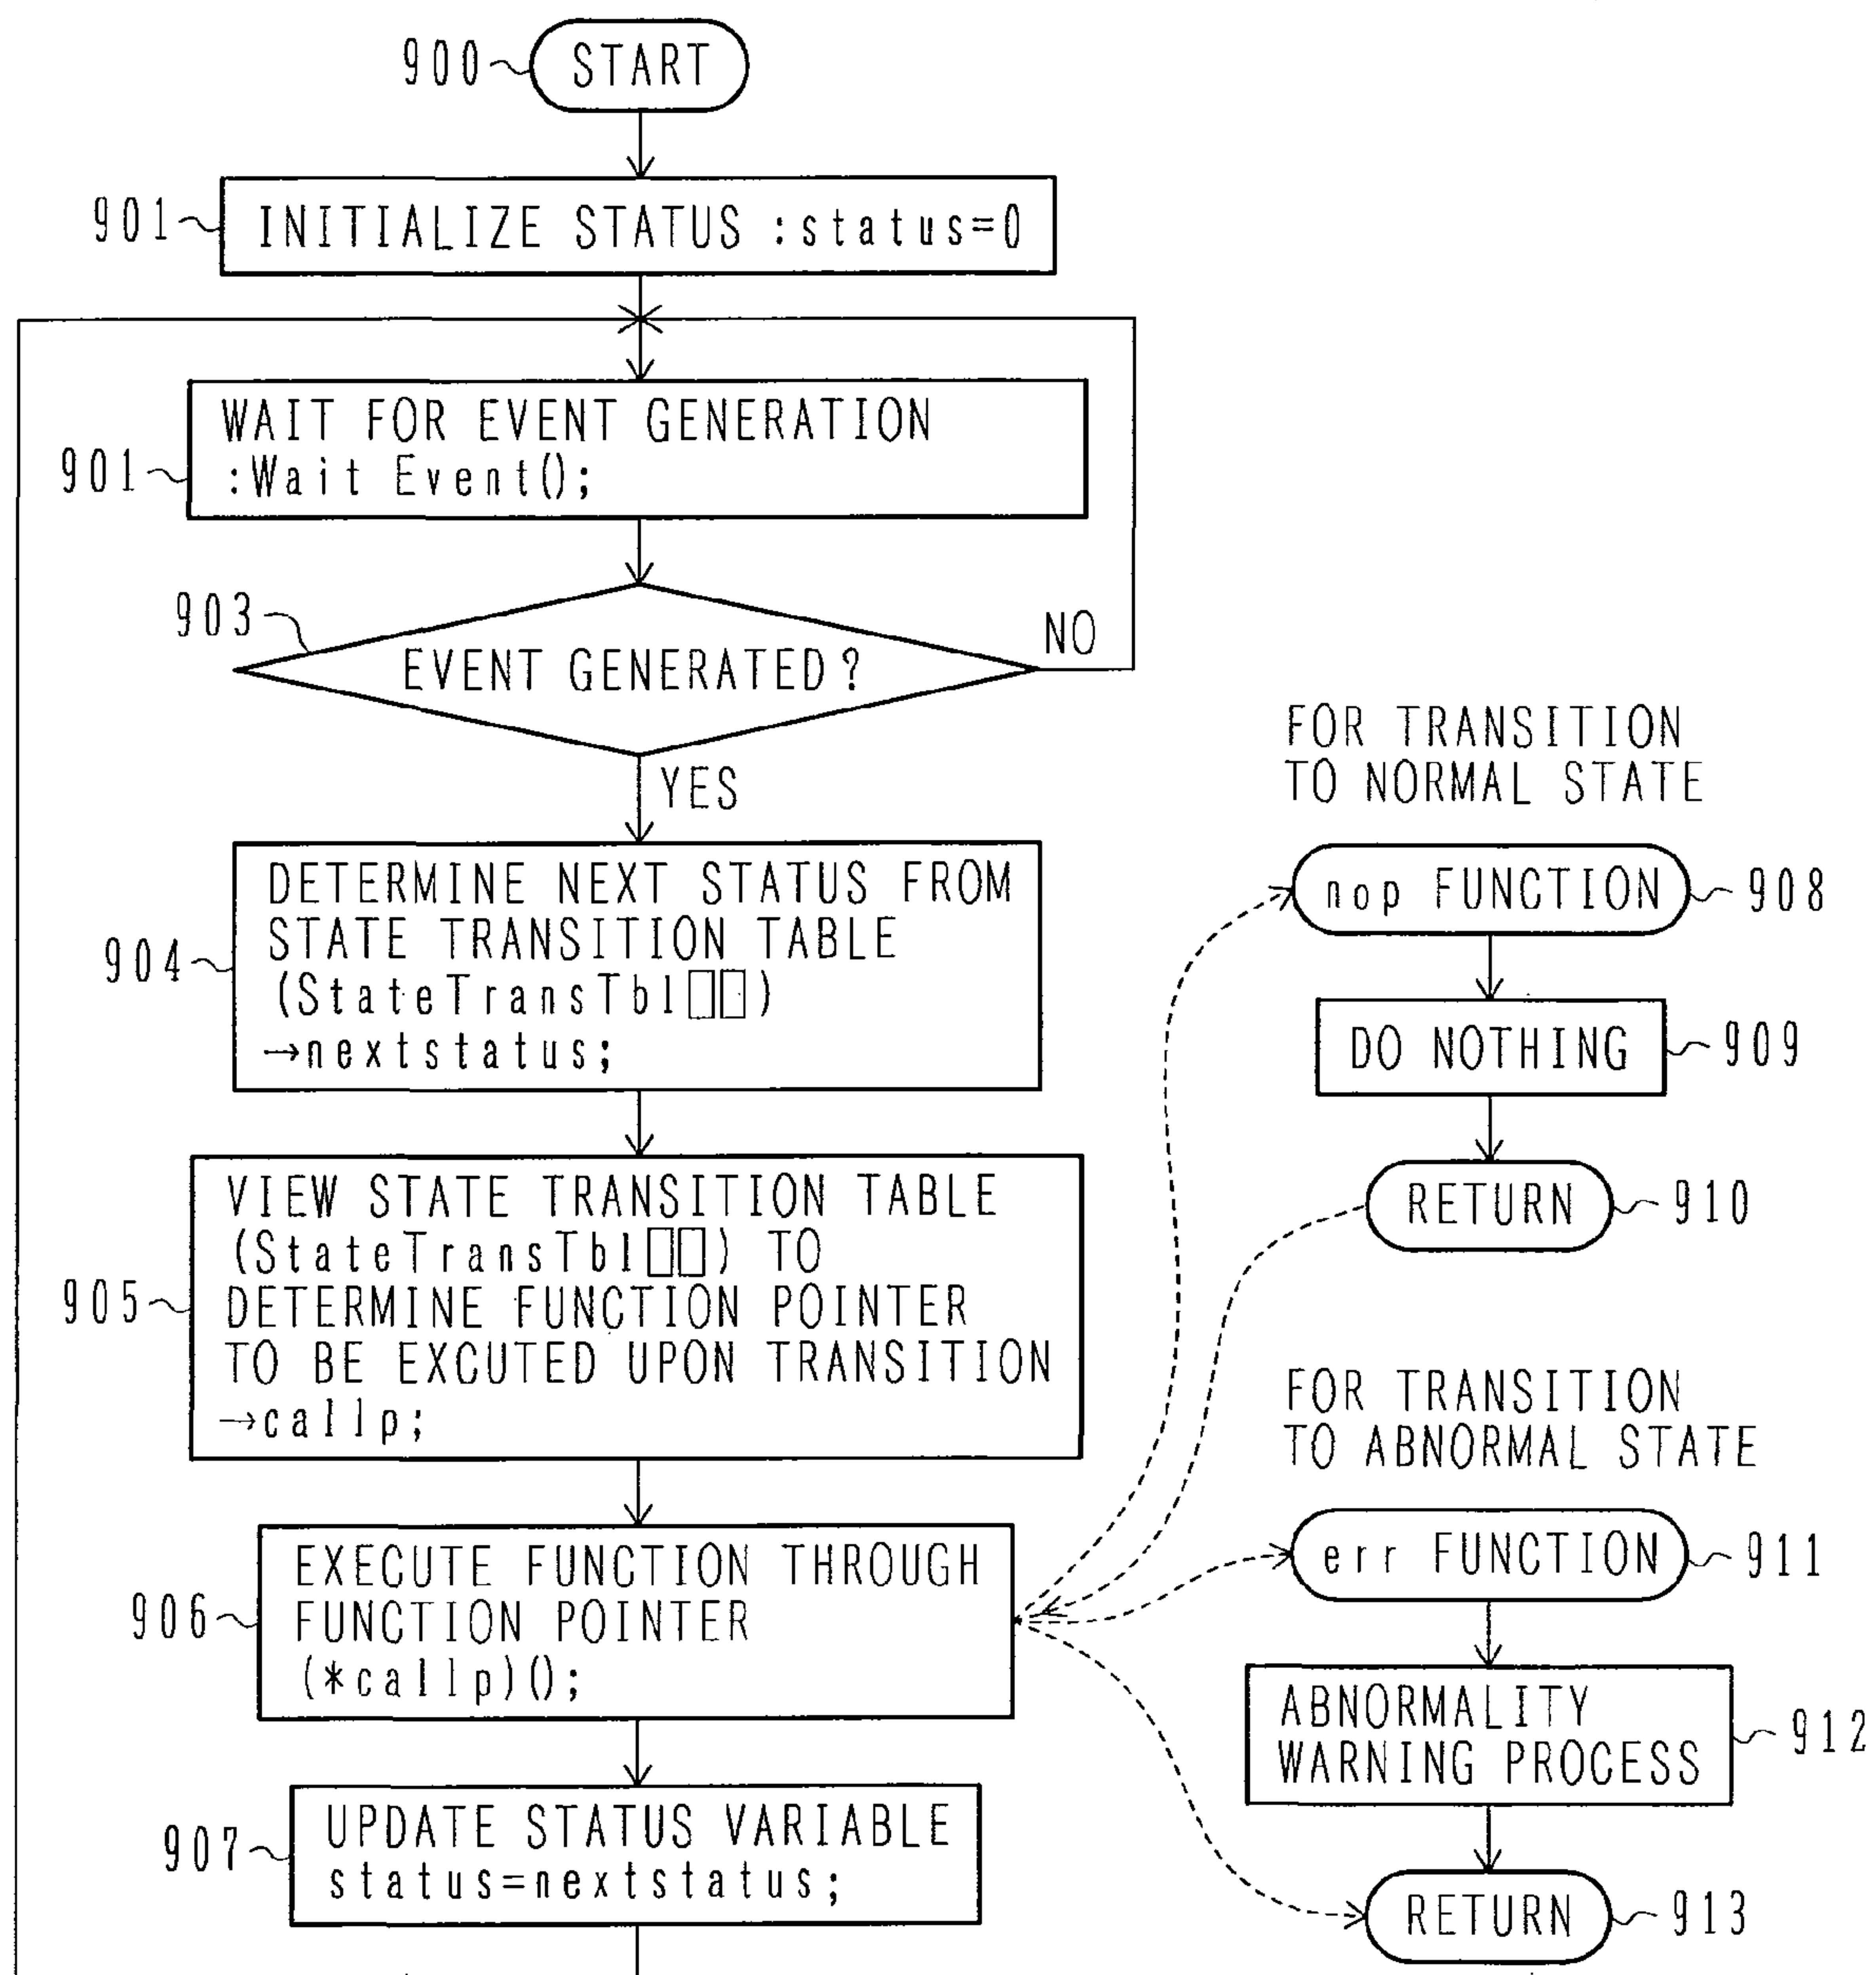 900
START
901
INITIALIZE STATUS :status=0
901
WAIT FOR EVENT GENERATION
:Wait Event();
903
EVENT GENERATED?
NO
YES
904
DETERMINE NEXT STATUS FROM
STATE TRANSITION TABLE
(StateTransTbl[][])
→nextstatus;
905
VIEW STATE TRANSITION TABLE
(StateTransTbl[][]) TO
DETERMINE FUNCTION POINTER
TO BE EXCUTED UPON TRANSITION
→callp;
906
EXECUTE FUNCTION THROUGH
FUNCTION POINTER
(*callp)();
907
UPDATE STATUS VARIABLE
status=nextstatus;
FOR TRANSITION
TO NORMAL STATE
nop FUNCTION
908
DO NOTHING
909
RETURN
910
FOR TRANSITION
TO ABNORMAL STATE
err FUNCTION
911
ABNORMALITY
WARNING PROCESS
912
RETURN
913